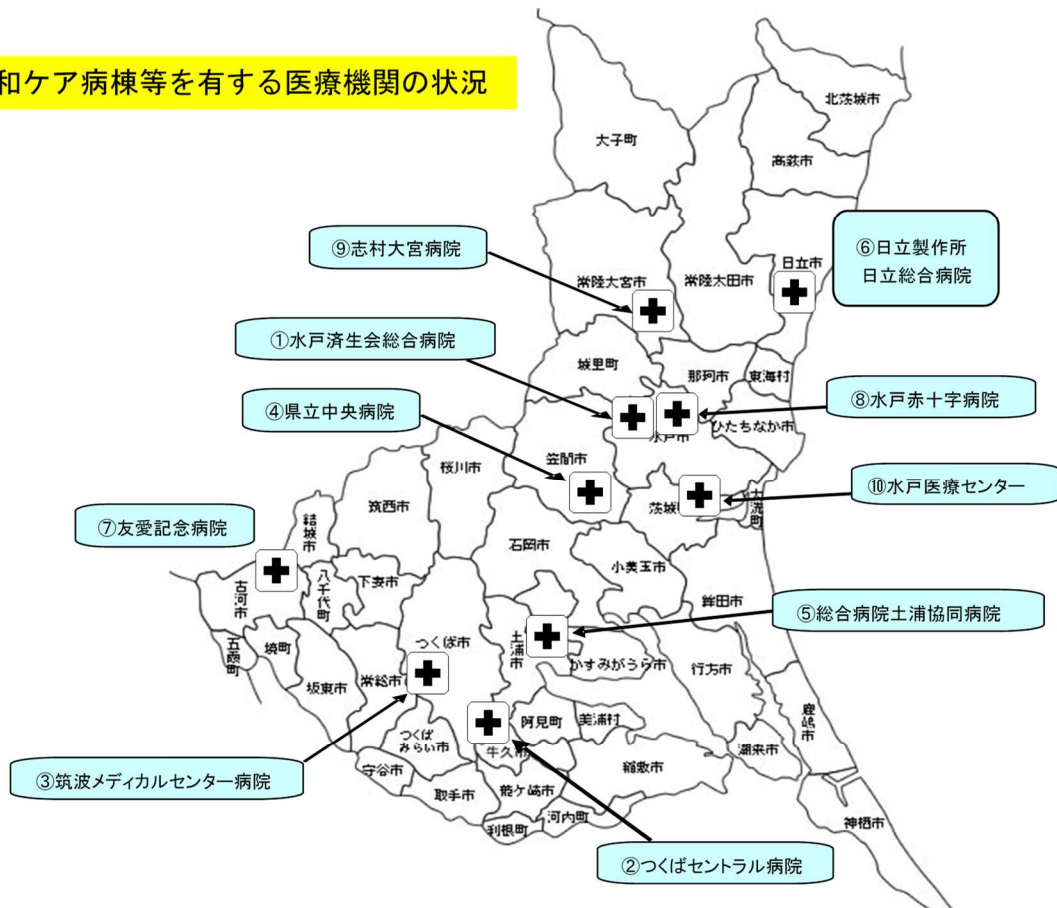 和ケア病棟等を有する医療機関の状況
北茨城市
大子町
高萩市
⑨志村大宮病院
⑥日立製作所
日立総合病院
日立市
常陸大宮市
常陸太田市
①水戸済生会総合病院
城里町
那珂市
東海村
④県立中央病院
⑧水戸赤十字病院
ひたちなか市
水戸市
笠間市
桜川市
⑩水戸医療センター
茨城
大洗町
筑西市
⑦友愛記念病院
結城市
石岡市
小美玉市
八千代町
下妻市
古河市
鉾田市
⑤総合病院土浦協同病院
五霞町
境町
つくば市
土浦市
かすみがうら市
行方市
坂東市
常総市
鹿嶋市
阿見町
美浦村
つくば
みらい市
牛久市
潮来市
守谷市
稲敷市
③筑波メディカルセンター病院
取手市
龍ケ崎市
河内町
利根町
神栖市
②つくばセントラル病院